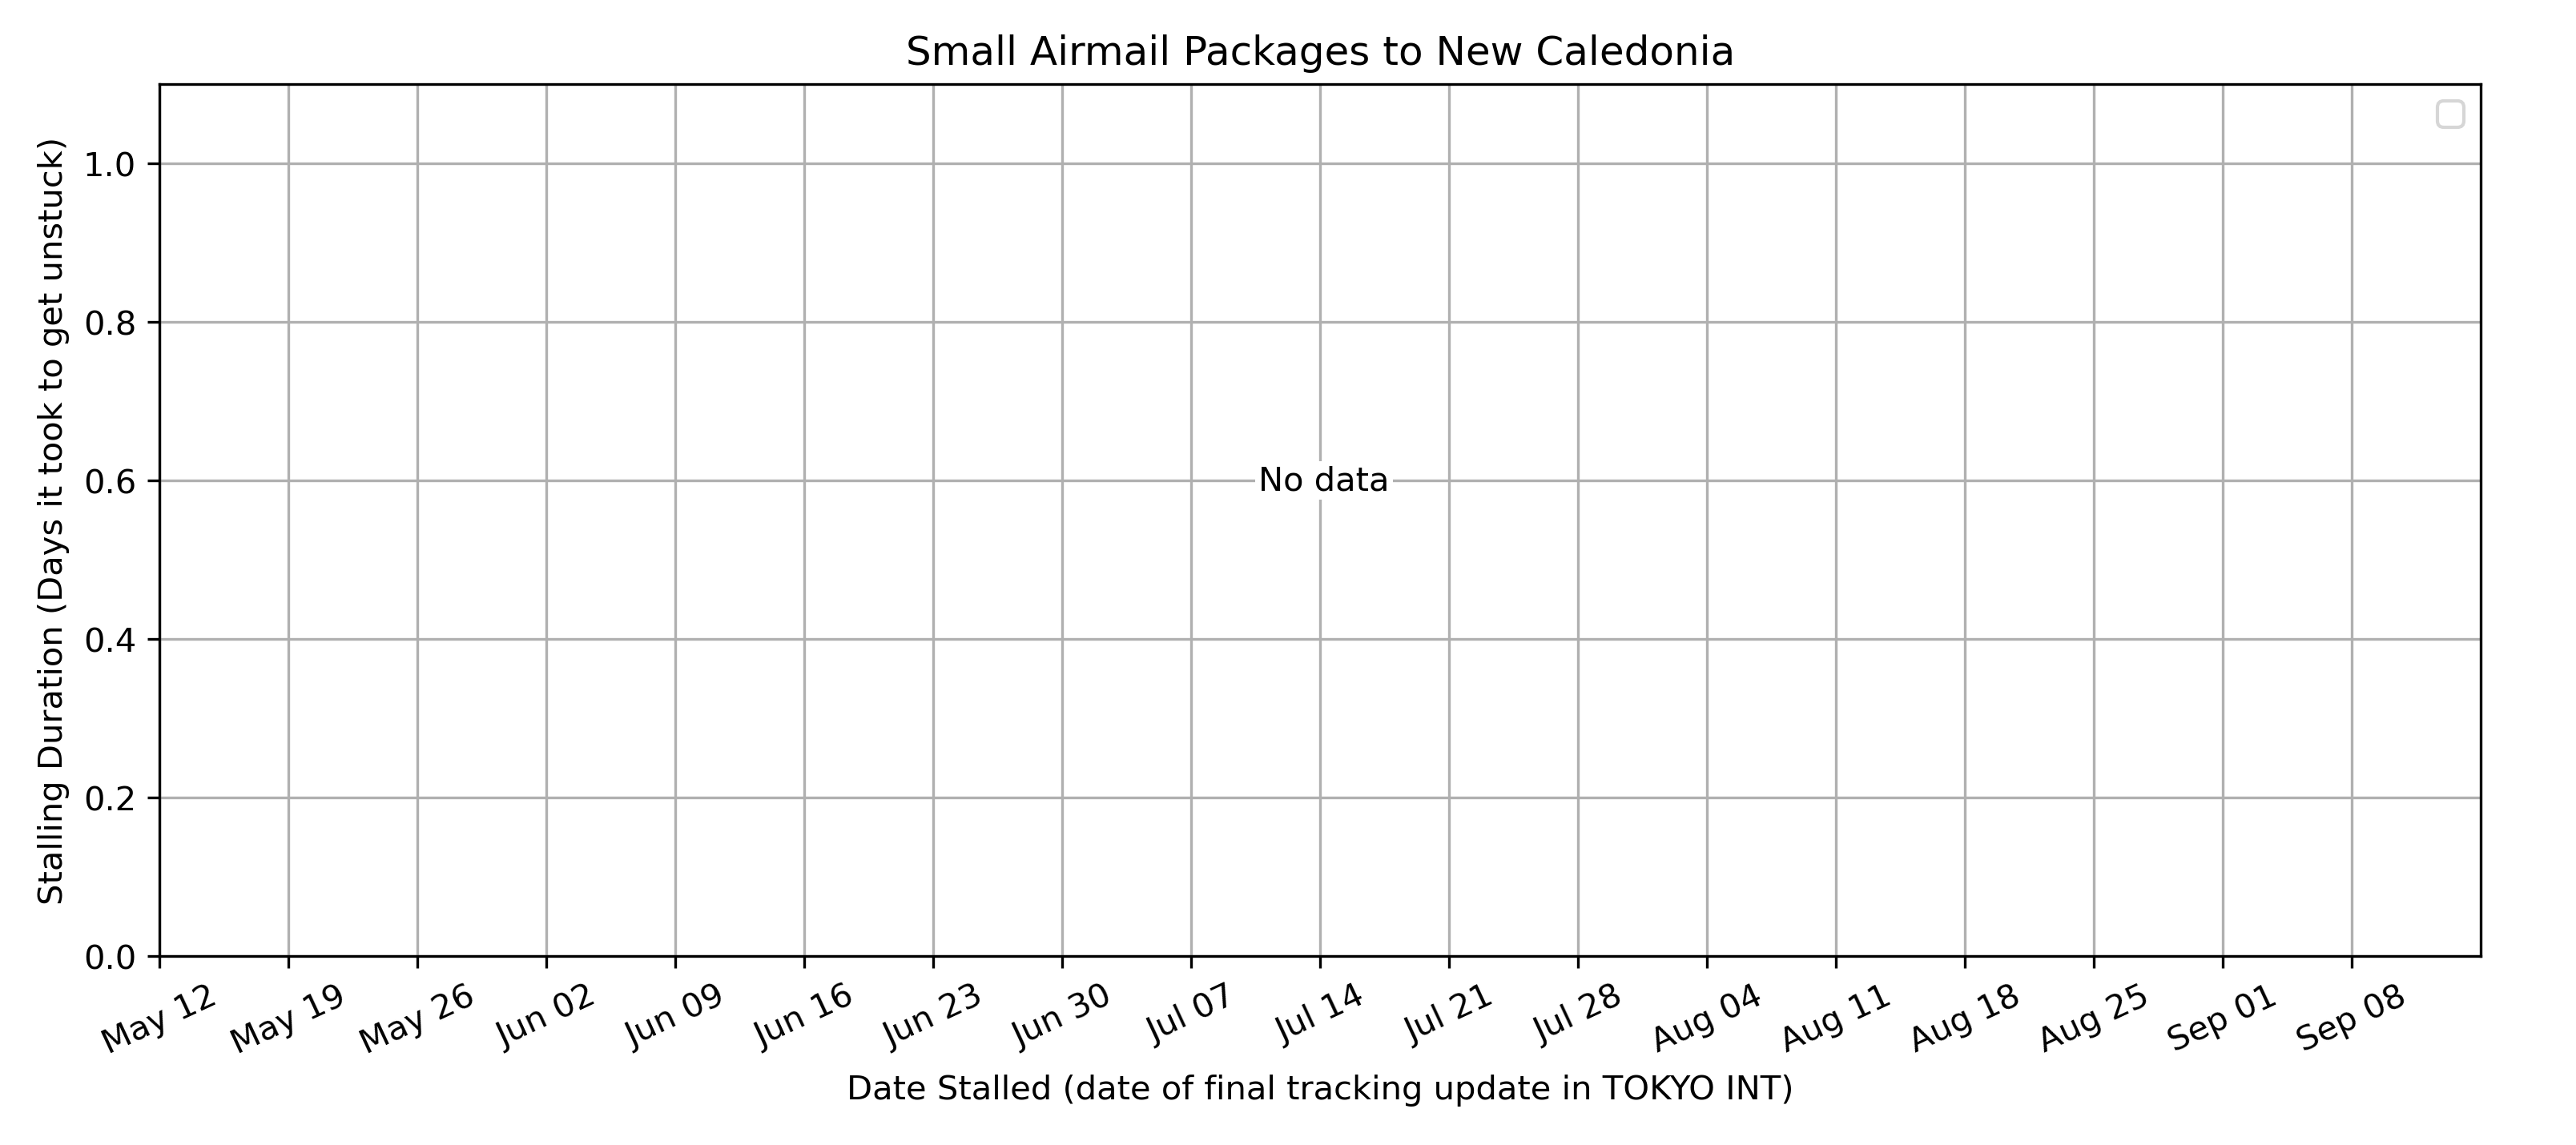 Small Airmail Packages to New Caledonia
Stalling Duration (Days it took to get unstuck)
1.0
0.8
0.6
0.4
0.2
0.0
No data
May 12
May 19
May 26
Jun 02
Jun 09
Jun 16
Jun 23
Jun 30
Jul 07
Jul 14
Jul 21
Jul 28
Aug 04
Aug 11
Aug 18
Aug 25
Sep 01
Sep 08
Date Stalled (date of final tracking update in TOKYO INT)